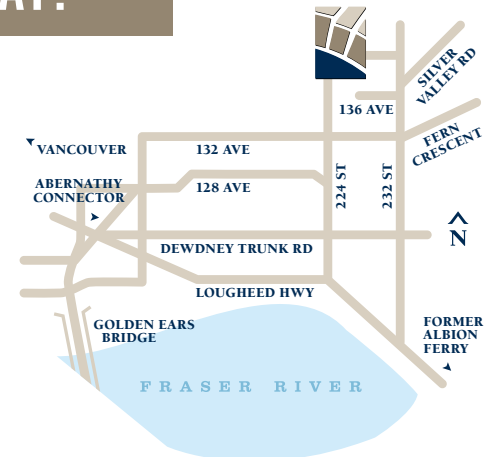 SILVER
VALLEY RD
136 AVE
FERN
CRESCENT
VANCOUVER
132 AVE
ABERNATHY
CONNECTOR
128 AVE
224 ST
232 ST
N
DEWDNEY TRUNK RD
LOUGHEED HWY
GOLDEN EARS
BRIDGE
FORMER
ALBION
FERRY
FRASER RIVER